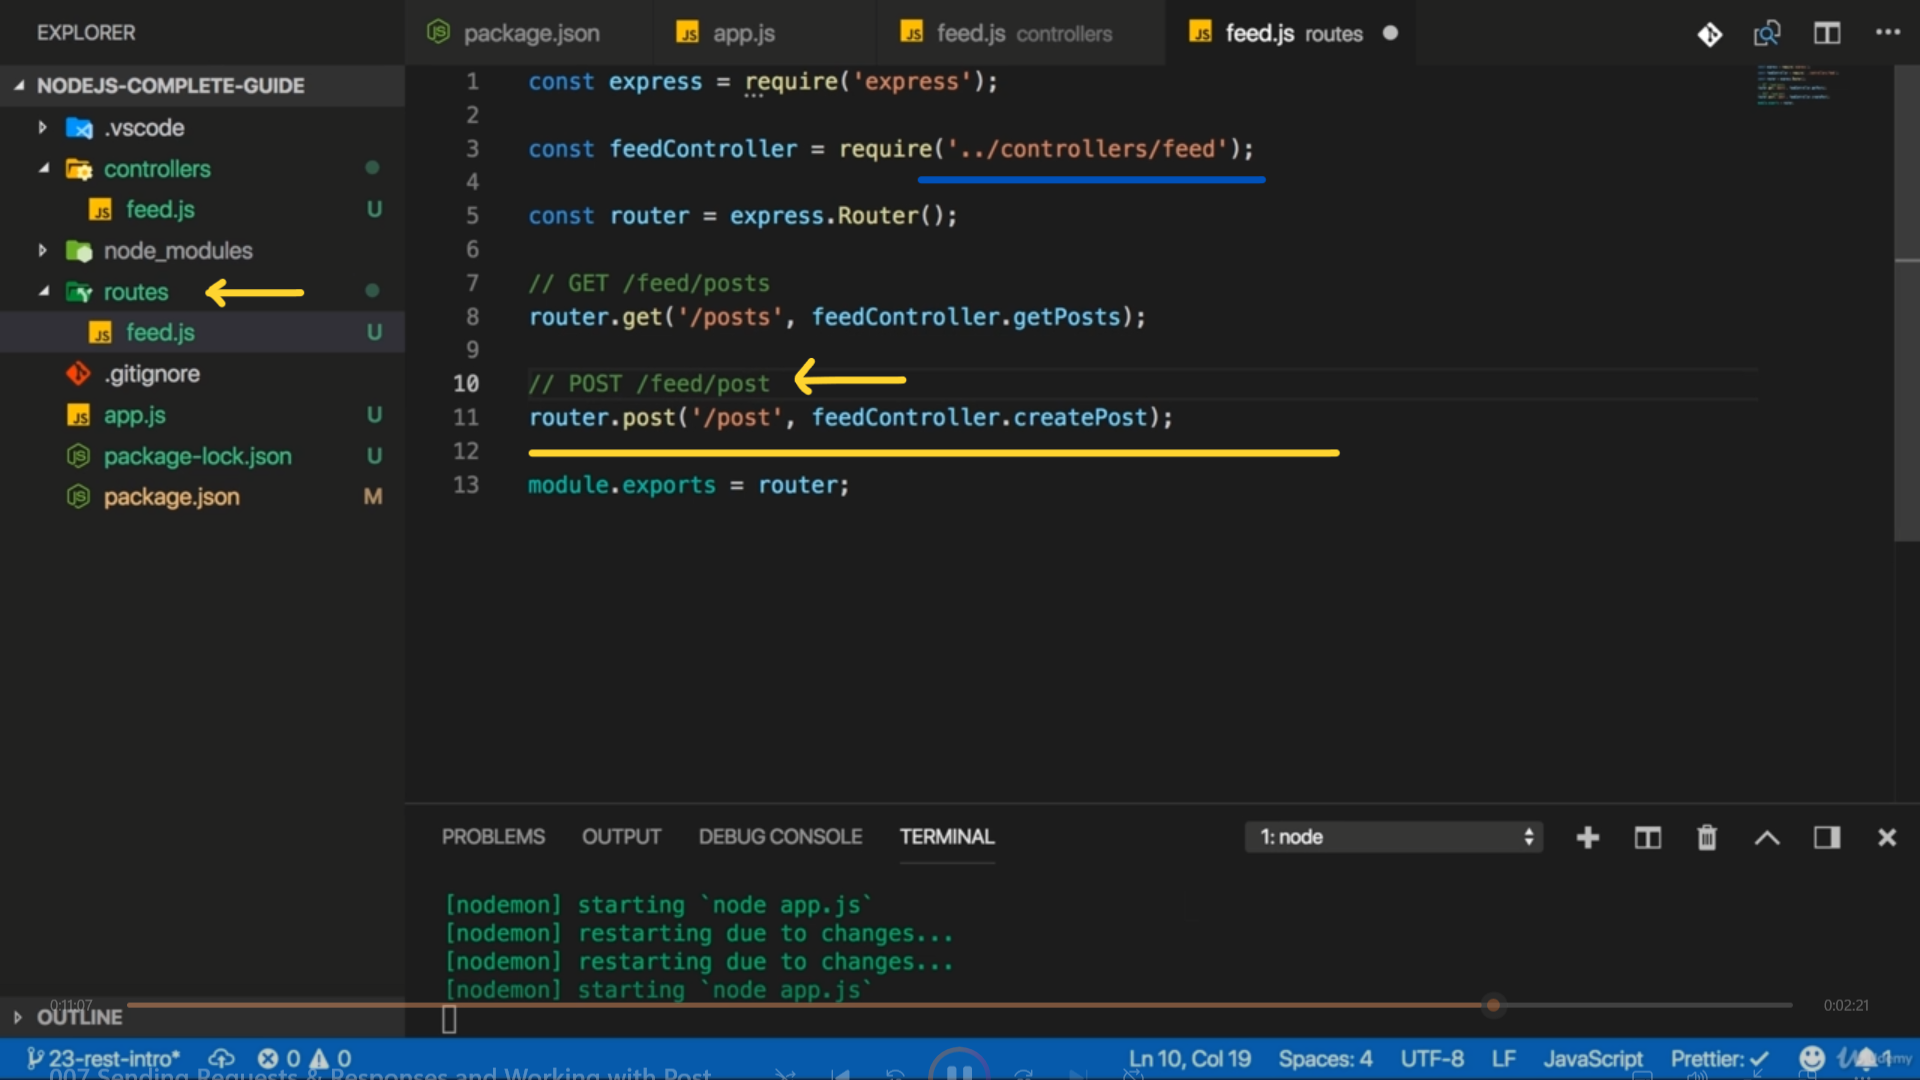 EXPLORER
NODEJS-COMPLETE-GUIDE
.vscode
controllers
JS feed.js U
node_modules
routes
JS feed.js U
.gitignore
JS app.js U
package-lock.json U
package.json M
OUTLINE
package.json
JS app.js
JS feed.js controllers
JS feed.js routes
1 const express = require('express');
2
3 const feedController = require('../controllers/feed');
4
5 const router = express.Router();
6
7 // GET /feed/posts
8 router.get('/posts', feedController.getPosts);
9
10 // POST /feed/post
11 router.post('/post', feedController.createPost);
12
13 module.exports = router;
PROBLEMS OUTPUT DEBUG CONSOLE TERMINAL 1: node
[nodemon] starting `node app.js`
[nodemon] restarting due to changes...
[nodemon] restarting due to changes...
[nodemon] starting `node app.js`
0:11:07 0:02:21
23-rest-intro* 0 0 Ln 10, Col 19 Spaces: 4 UTF-8 LF JavaScript Prettier: ✓
007 Sending Requests & Responses and Working with Post